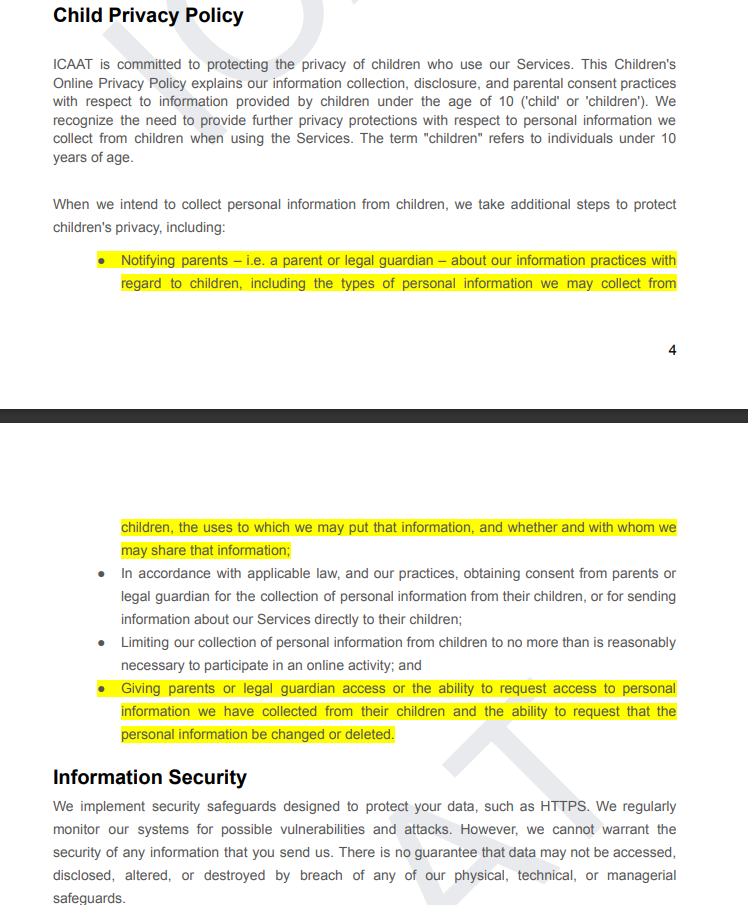 Child Privacy Policy
ICAAT is committed to protecting the privacy of children who use our Services. This Children's
Online Privacy Policy explains our information collection, disclosure, and parental consent practices
with respect to information provided by children under the age of 10 ('child' or 'children'). We
recognize the need to provide further privacy protections with respect to personal information we
collect from children when using the Services. The term "children" refers to individuals under 10
years of age.
When we intend to collect personal information from children, we take additional steps to protect
children's privacy, including:
● Notifying parents – i.e. a parent or legal guardian – about our information practices with
regard to children, including the types of personal information we may collect from
4
children, the uses to which we may put that information, and whether and with whom we
may share that information;
● In accordance with applicable law, and our practices, obtaining consent from parents or
legal guardian for the collection of personal information from their children, or for sending
information about our Services directly to their children;
● Limiting our collection of personal information from children to no more than is reasonably
necessary to participate in an online activity; and
● Giving parents or legal guardian access or the ability to request access to personal
information we have collected from their children and the ability to request that the
personal information be changed or deleted.
Information Security
We implement security safeguards designed to protect your data, such as HTTPS. We regularly
monitor our systems for possible vulnerabilities and attacks. However, we cannot warrant the
security of any information that you send us. There is no guarantee that data may not be accessed,
disclosed, altered, or destroyed by breach of any of our physical, technical, or managerial
safeguards.